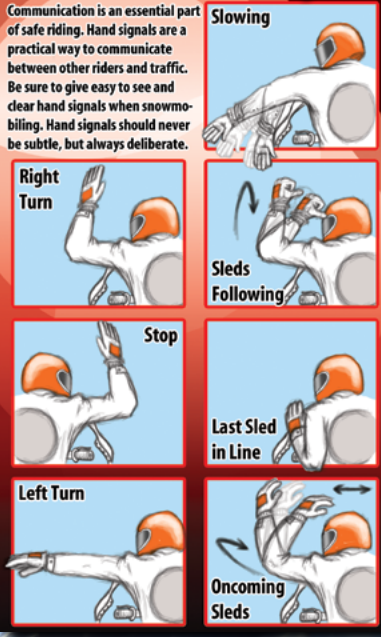 Communication is an essential part
of safe riding. Hand signals are a
practical way to communicate
between other riders and traffic.
Be sure to give easy to see and
clear hand signals when snowmo-
biling. Hand signals should never
be subtle, but always deliberate.
Slowing
Right
Turn
Sleds
Following
Stop
Last Sled
in Line
Left Turn
Oncoming
Sleds